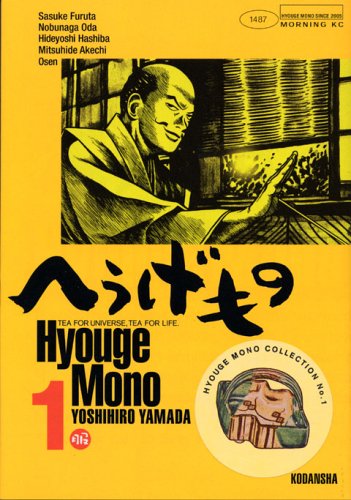 Sasuke Furuta
Nobunaga Oda
Hideyoshi Hashiba
Mitsuhide Akechi
Osen
1487
HYOUGE MONO SINCE 2005
MORNING KC
へうげもの
TEA FOR UNIVERSE, TEA FOR LIFE.
Hyouge
Mono
1
YOSHIHIRO YAMADA
HYOUGE MONO COLLECTION No.1
KODANSHA